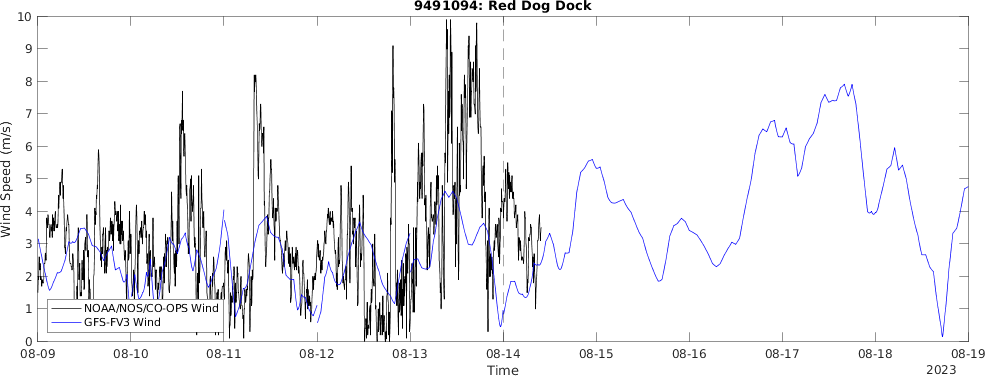 9491094: Red Dog Dock
10
9
8
7
6
5
4
3
2
1
0
Wind Speed (m/s)
NOAA/NOS/CO-OPS Wind
GFS-FV3 Wind
08-09 08-10 08-11 08-12 08-13 08-14 08-15 08-16 08-17 08-18 08-19
Time
2023